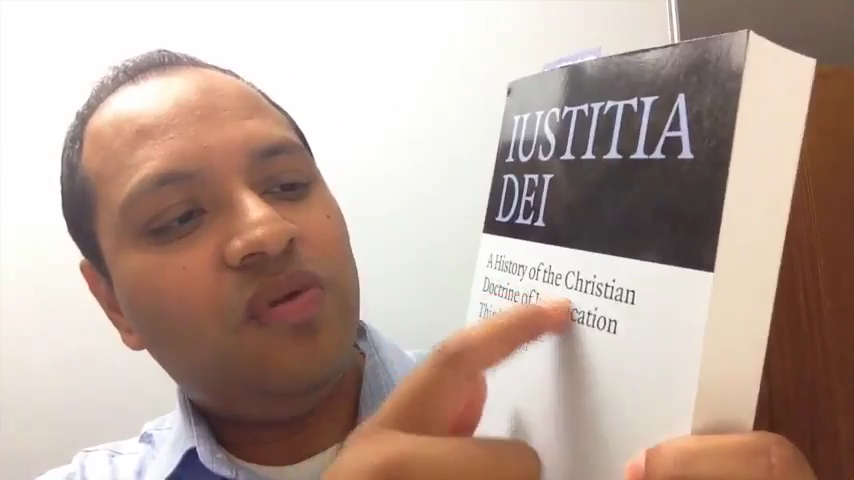 IUSTITIA
DEI
A History of the Christian
Doctrine of